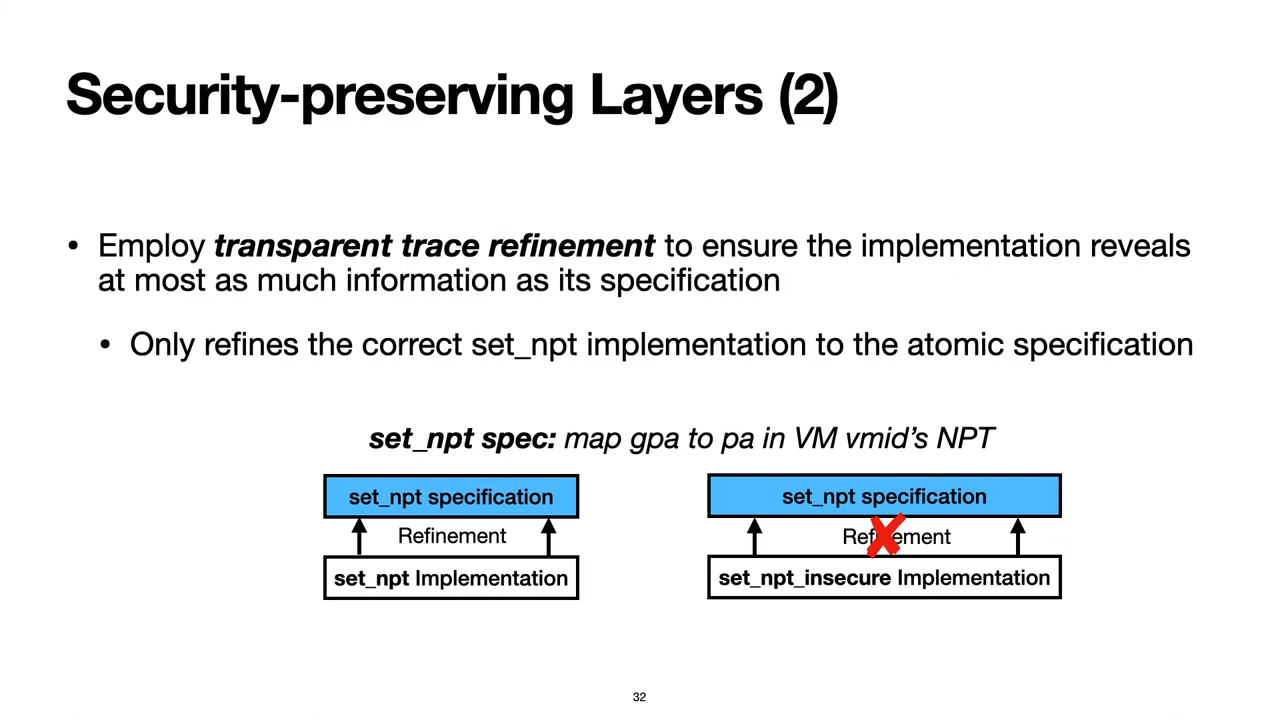 Security-preserving Layers (2)
• Employ transparent trace refinement to ensure the implementation reveals
at most as much information as its specification
• Only refines the correct set_npt implementation to the atomic specification
set_npt spec: map gpa to pa in VM vmid’s NPT
set_npt specification
Refinement
set_npt Implementation
set_npt specification
Refinement
set_npt_insecure Implementation
32